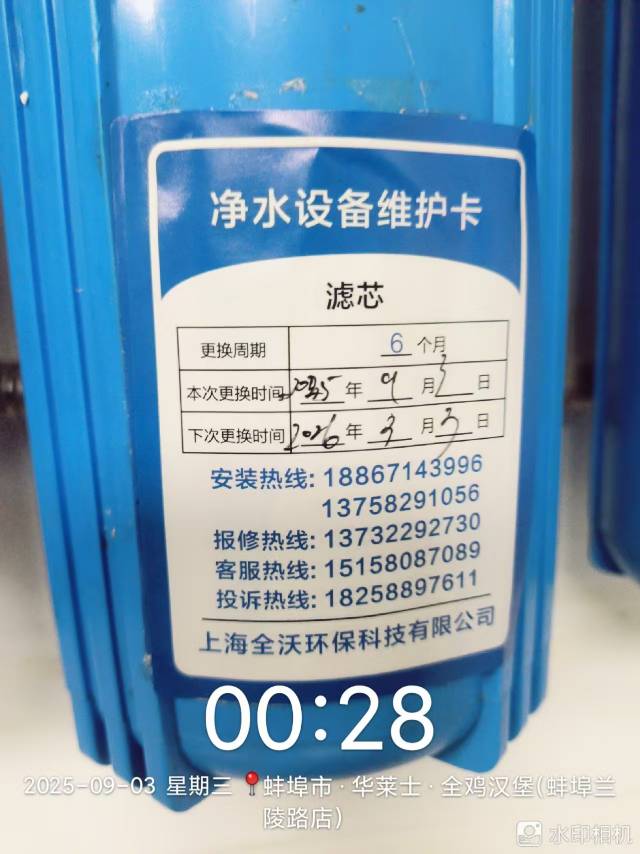 净水设备维护卡
滤芯
更换周期 6 个月
本次更换时间 2025 年 9 月 3 日
下次更换时间 2026 年 3 月 3 日
安装热线: 18867143996
13758291056
报修热线: 13732292730
客服热线: 15158087089
投诉热线: 18258897611
上海全沃环保科技有限公司
00:28
2025-09-03 星期三 📍蚌埠市·华莱士·全鸡汉堡(蚌埠兰
陵路店)
水印相机